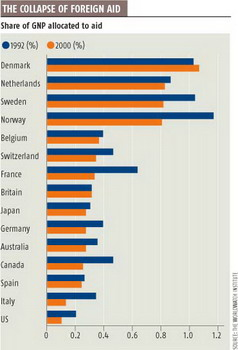 THE COLLAPSE OF FOREIGN AID
Share of GNP allocated to aid
1992 (%) 2000 (%)
Denmark
Netherlands
Sweden
Norway
Belgium
Switzerland
France
Britain
Japan
Germany
Australia
Canada
Spain
Italy
US
0 0.2 0.4 0.6 0.8 1.0 1.2
SOURCE: THE WORLDWATCH INSTITUTE